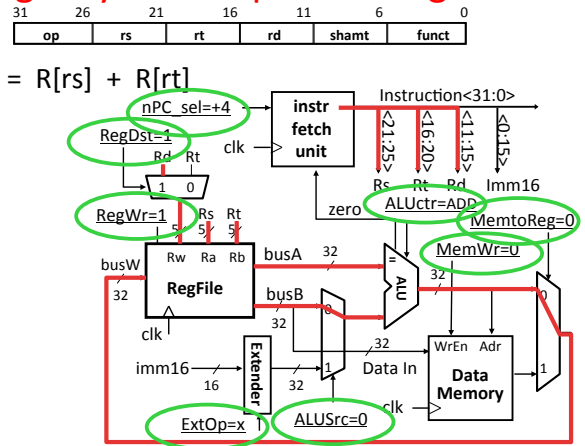 31 26 21 16 11 6 0
op rs rt rd shamt funct
= R[rs] + R[rt]
nPC_sel=+4
instr fetch unit
Instruction<31:0>
RegDst=1
clk
<21:25> <16:20> <11:15> <0:15>
Rd Rt
1 0
Rs Rt Rd Imm16
zero
ALUctr=ADD
MemtoReg=0
RegWr=1
Rs Rt
5 5 5
MemWr=0
Rw Ra Rb
busW
32
RegFile
busA
32
busB
32
clk
=
ALU
32
0
0
WrEn Adr
32
imm16
16
Extender
32
1
Data In
Data Memory
1
clk
ExtOp=x
ALUSrc=0